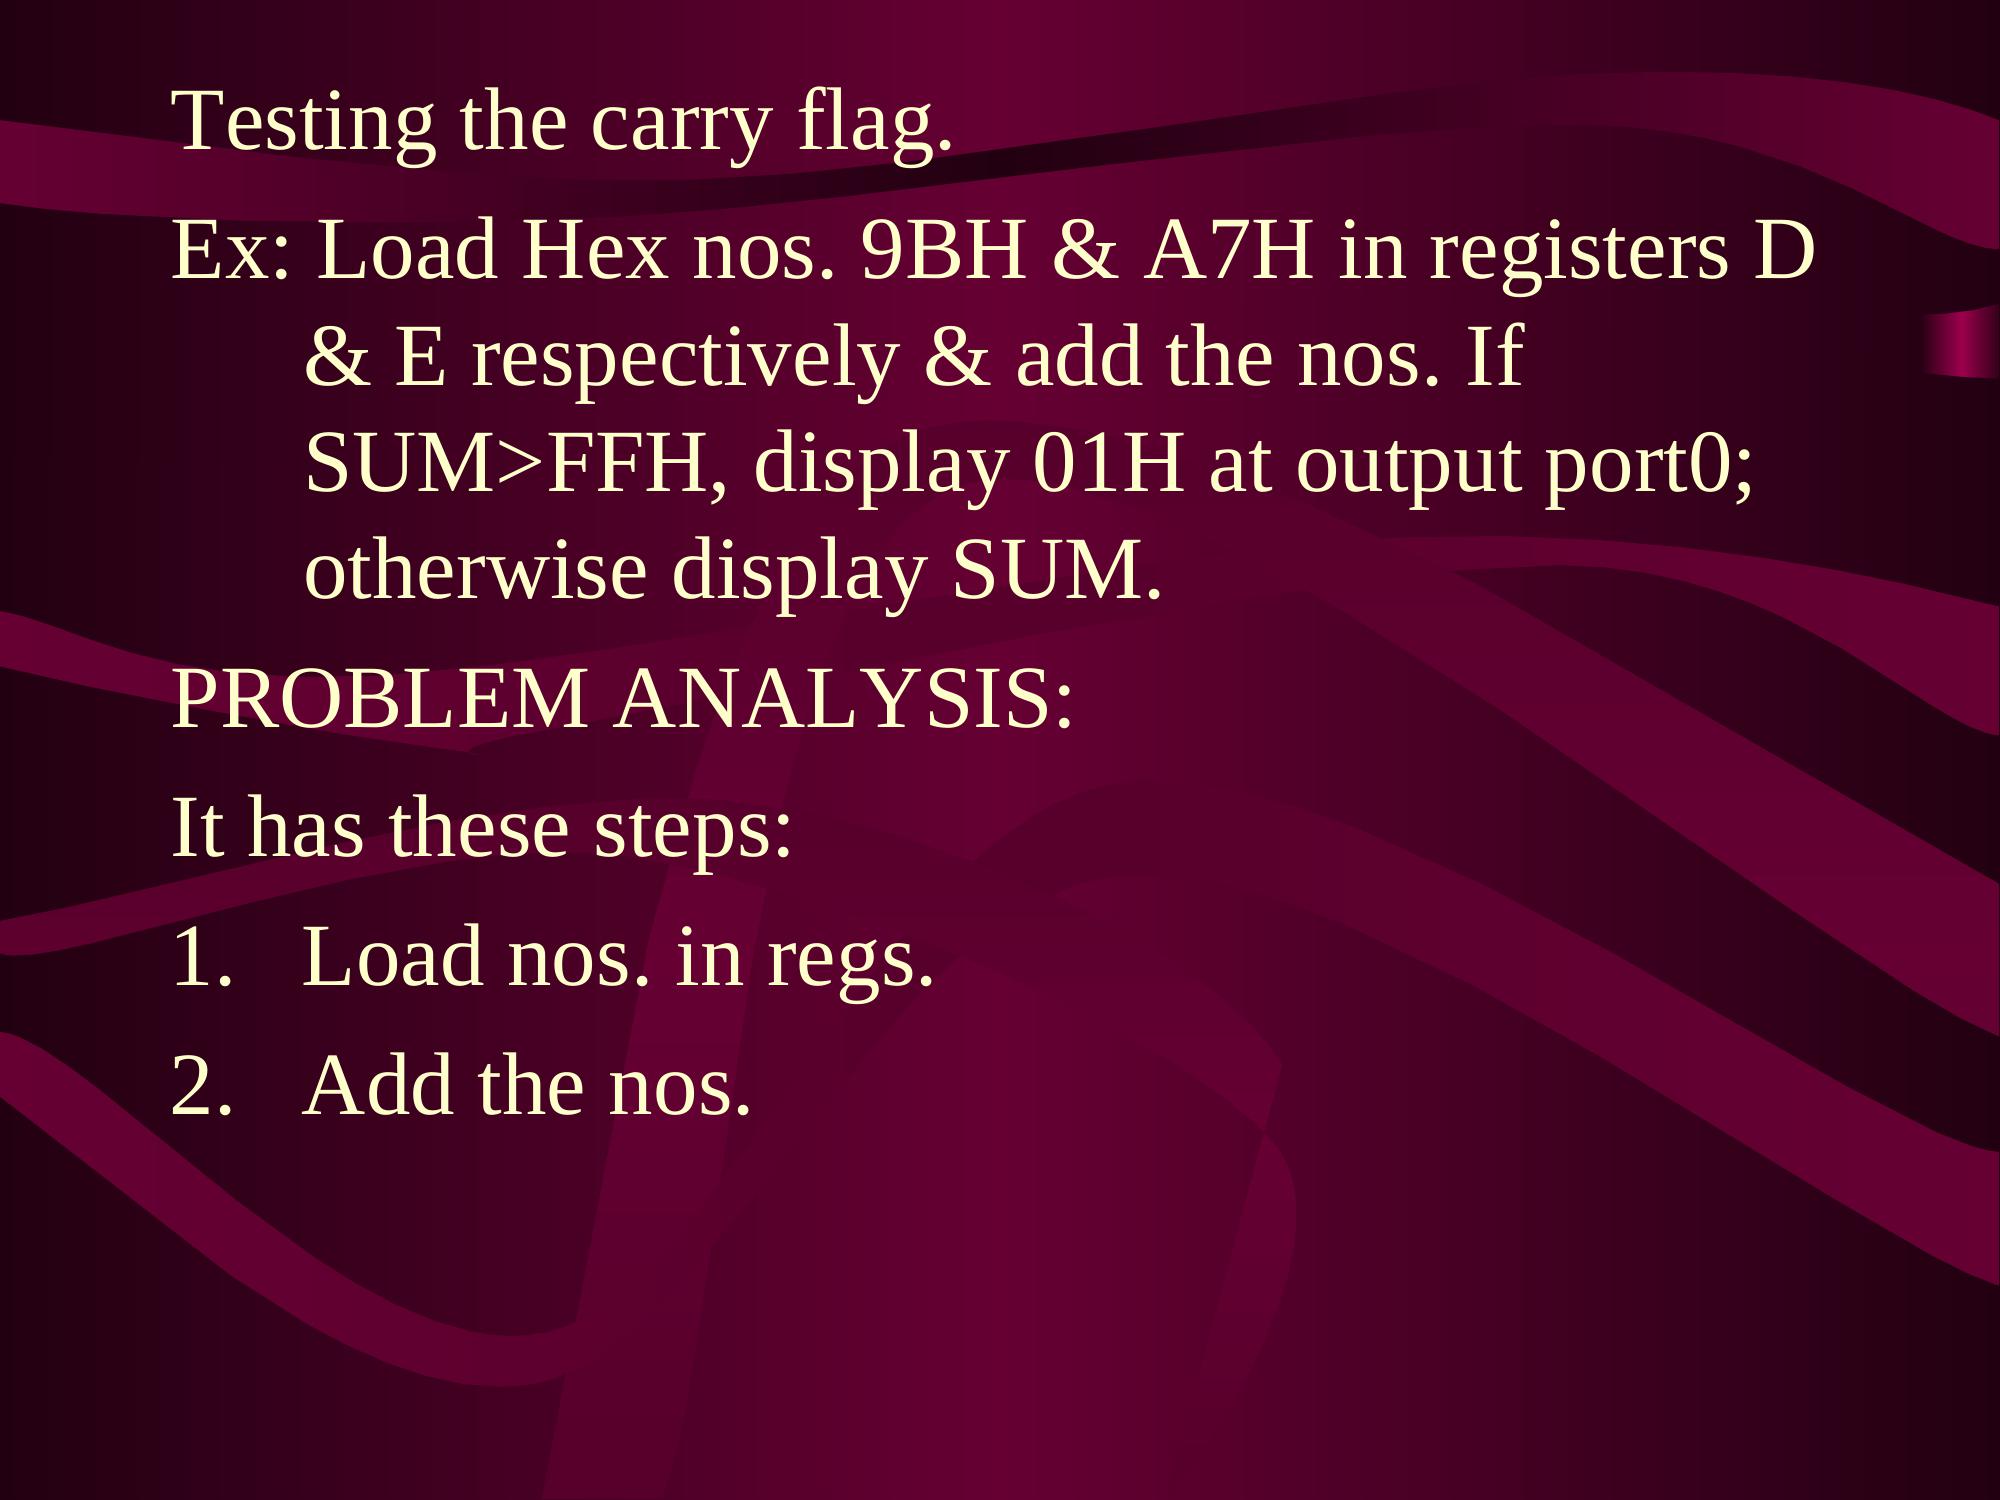 Testing the carry flag.
Ex: Load Hex nos. 9BH & A7H in registers D
& E respectively & add the nos. If
SUM>FFH, display 01H at output port0;
otherwise display SUM.
PROBLEM ANALYSIS:
It has these steps:
1. Load nos. in regs.
2. Add the nos.